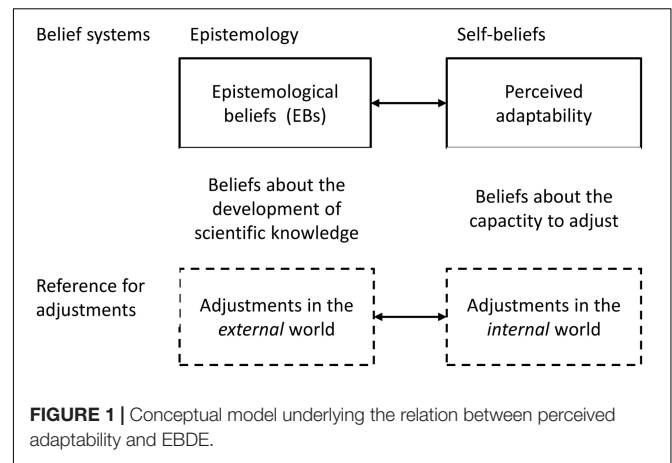 Belief systems
Epistemology
Self-beliefs
Epistemological
beliefs (EBs)
Perceived
adaptability
Beliefs about the
development of
scientific knowledge
Beliefs about the
capactity to adjust
Reference for
adjustments
Adjustments in the
external world
Adjustments in the
internal world
FIGURE 1 | Conceptual model underlying the relation between perceived
adaptability and EBDE.